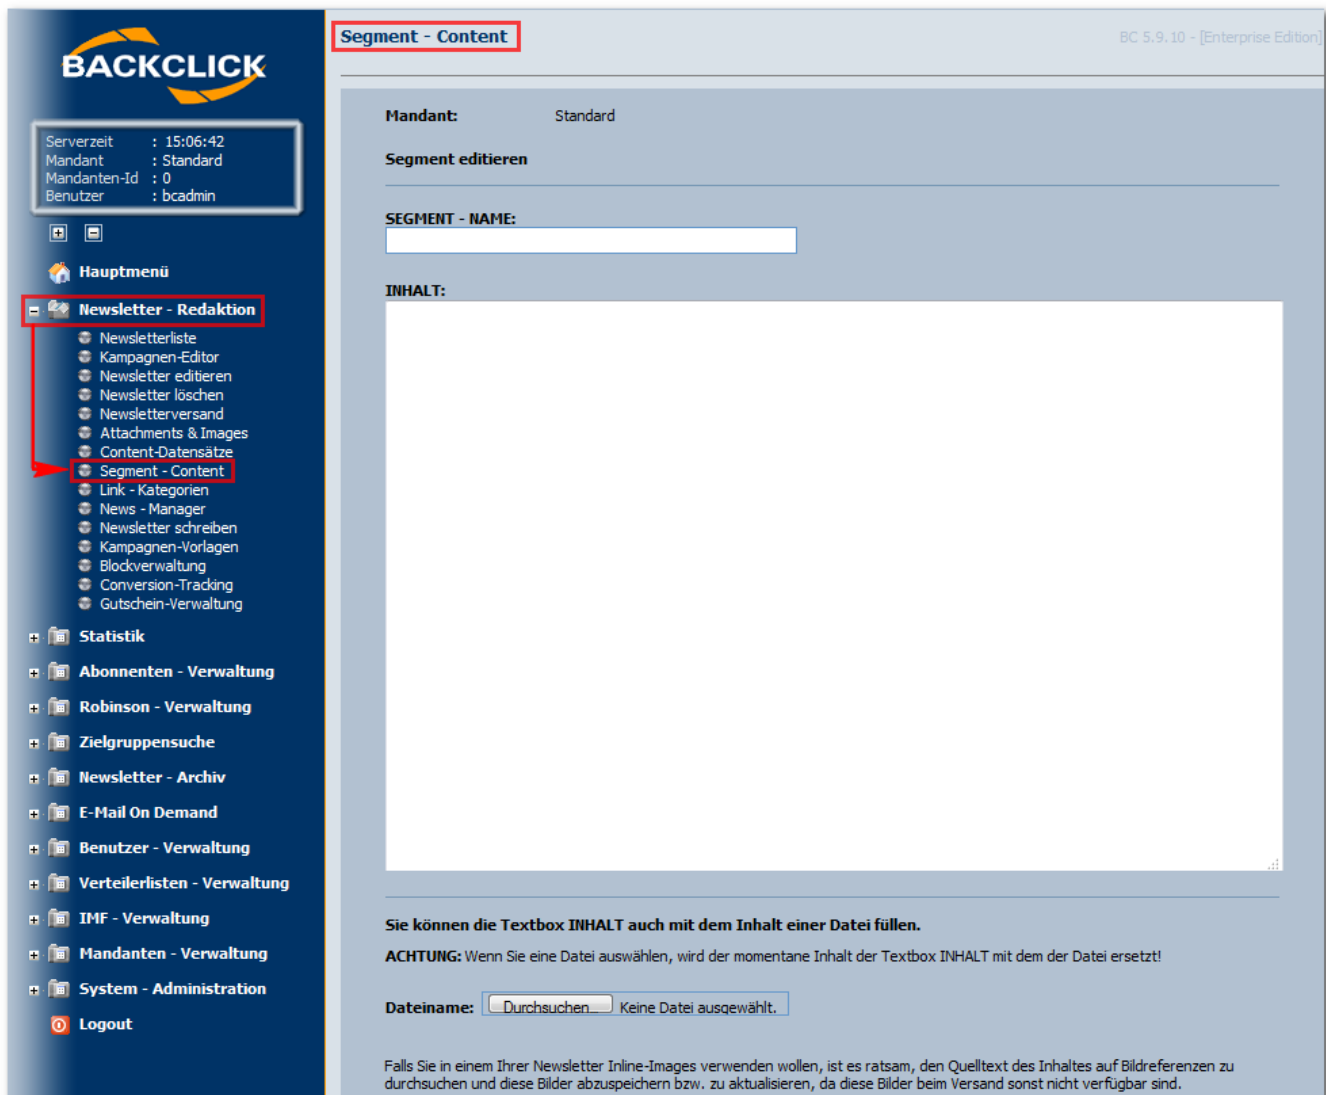 BACKCLICK
Serverzeit : 15:06:42
Mandant : Standard
Mandanten-Id : 0
Benutzer : bcadmin
Hauptmenü
Newsletter - Redaktion
Newsletterliste
Kampagnen-Editor
Newsletter editieren
Newsletter löschen
Newsletterversand
Attachments & Images
Content-Datensätze
Segment - Content
Link - Kategorien
News - Manager
Newsletter schreiben
Kampagnen-Vorlagen
Blockverwaltung
Conversion-Tracking
Gutschein-Verwaltung
Statistik
Abonnenten - Verwaltung
Robinson - Verwaltung
Zielgruppensuche
Newsletter - Archiv
E-Mail On Demand
Benutzer - Verwaltung
Verteilerlisten - Verwaltung
IMF - Verwaltung
Mandanten - Verwaltung
System - Administration
Logout
Segment - Content
BC 5.9.10 - [Enterprise Edition]
Mandant: Standard
Segment editieren
SEGMENT - NAME:
INHALT:
Sie können die Textbox INHALT auch mit dem Inhalt einer Datei füllen.
ACHTUNG: Wenn Sie eine Datei auswählen, wird der momentane Inhalt der Textbox INHALT mit dem der Datei ersetzt!
Dateiname: Durchsuchen... Keine Datei ausgewählt.
Falls Sie in einem Ihrer Newsletter Inline-Images verwenden wollen, ist es ratsam, den Quelltext des Inhaltes auf Bildreferenzen zu
durchsuchen und diese Bilder abzuspeichern bzw. zu aktualisieren, da diese Bilder beim Versand sonst nicht verfügbar sind.